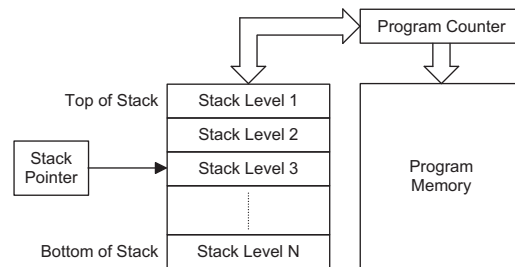 Program Counter
Top of Stack
Stack Level 1
Stack Level 2
Stack
Pointer
Stack Level 3
Program
Memory
Bottom of Stack
Stack Level N